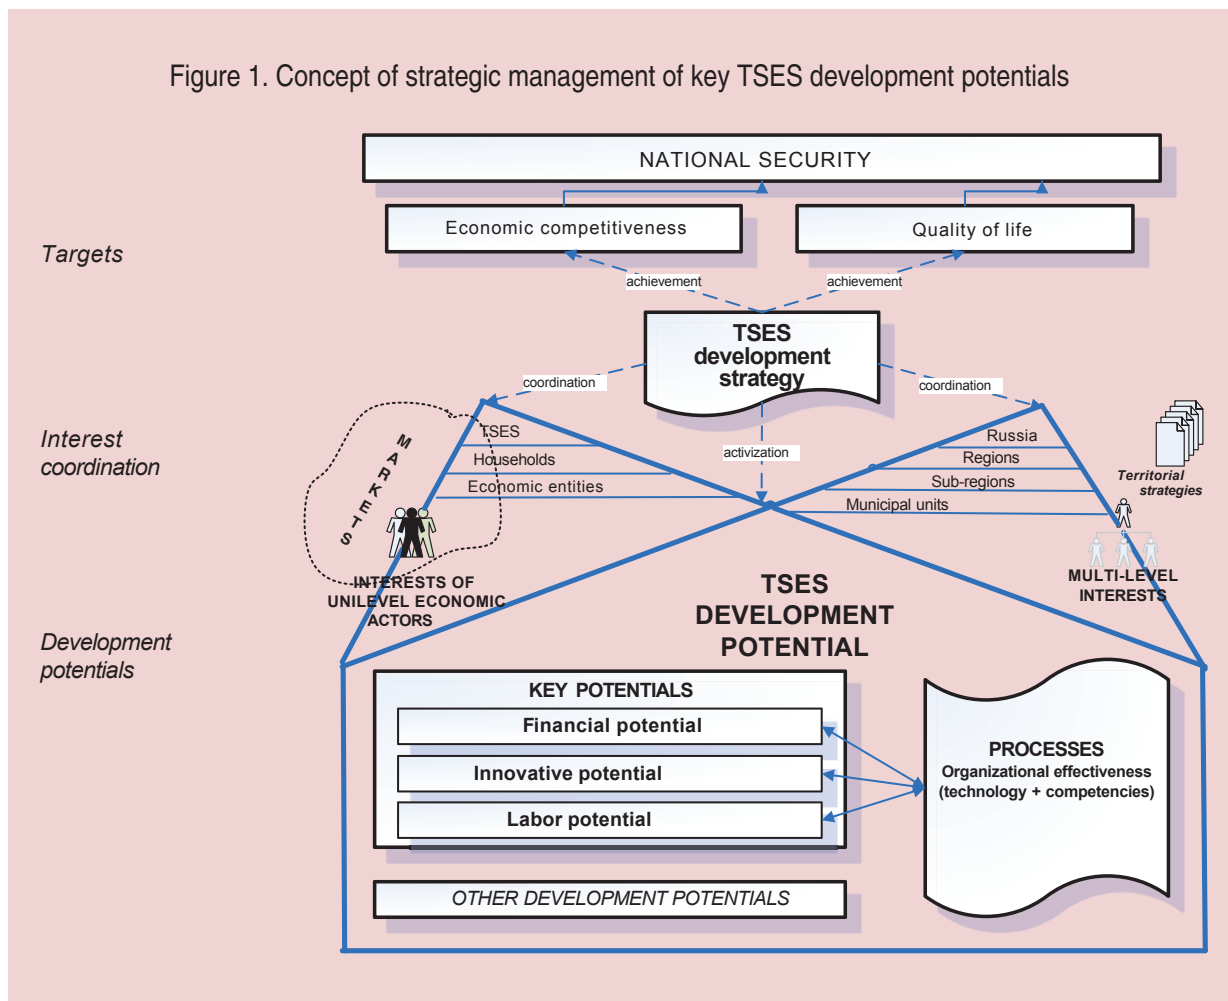 Figure 1. Concept of strategic management of key TSES development potentials
NATIONAL SECURITY
Economic competitiveness
Quality of life
Targets
achievement
achievement
TSES
development
strategy
coordination
coordination
Interest
coordination
MARKETS
TSES
Households
Economic entities
activization
Russia
Regions
Sub-regions
Municipal units
Territorial
strategies
INTERESTS OF
UNILEVEL ECONOMIC
ACTORS
MULTI-LEVEL
INTERESTS
Development
potentials
TSES
DEVELOPMENT
POTENTIAL
KEY POTENTIALS
Financial potential
Innovative potential
Labor potential
PROCESSES
Organizational effectiveness
(technology + competencies)
OTHER DEVELOPMENT POTENTIALS